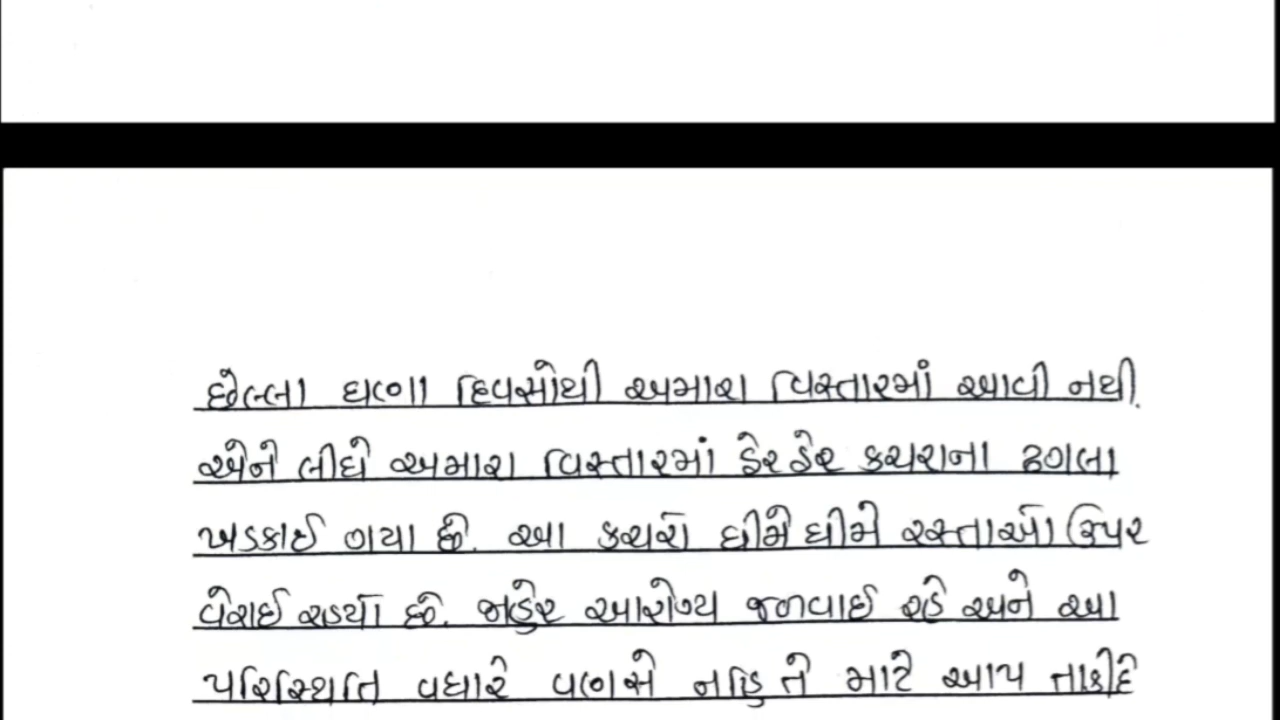 છેલ્લા ઘણા દિવસોથી અમારા વિસ્તારમાં આવી નથી.
એને લીધે અમારા વિસ્તારમાં ઠેર ઠેર કચરાના ઢગલા
ખડકાઈ ગયા છે. આ કચરો ધીમે ધીમે રસ્તાઓ ઉપર
વેરાઈ રહ્યો છે. જાહેર આરોગ્ય જળવાઈ રહે અને આ
પરિસ્થિતિ વધારે વણસે નહિ તે માટે આપ તાકીદે